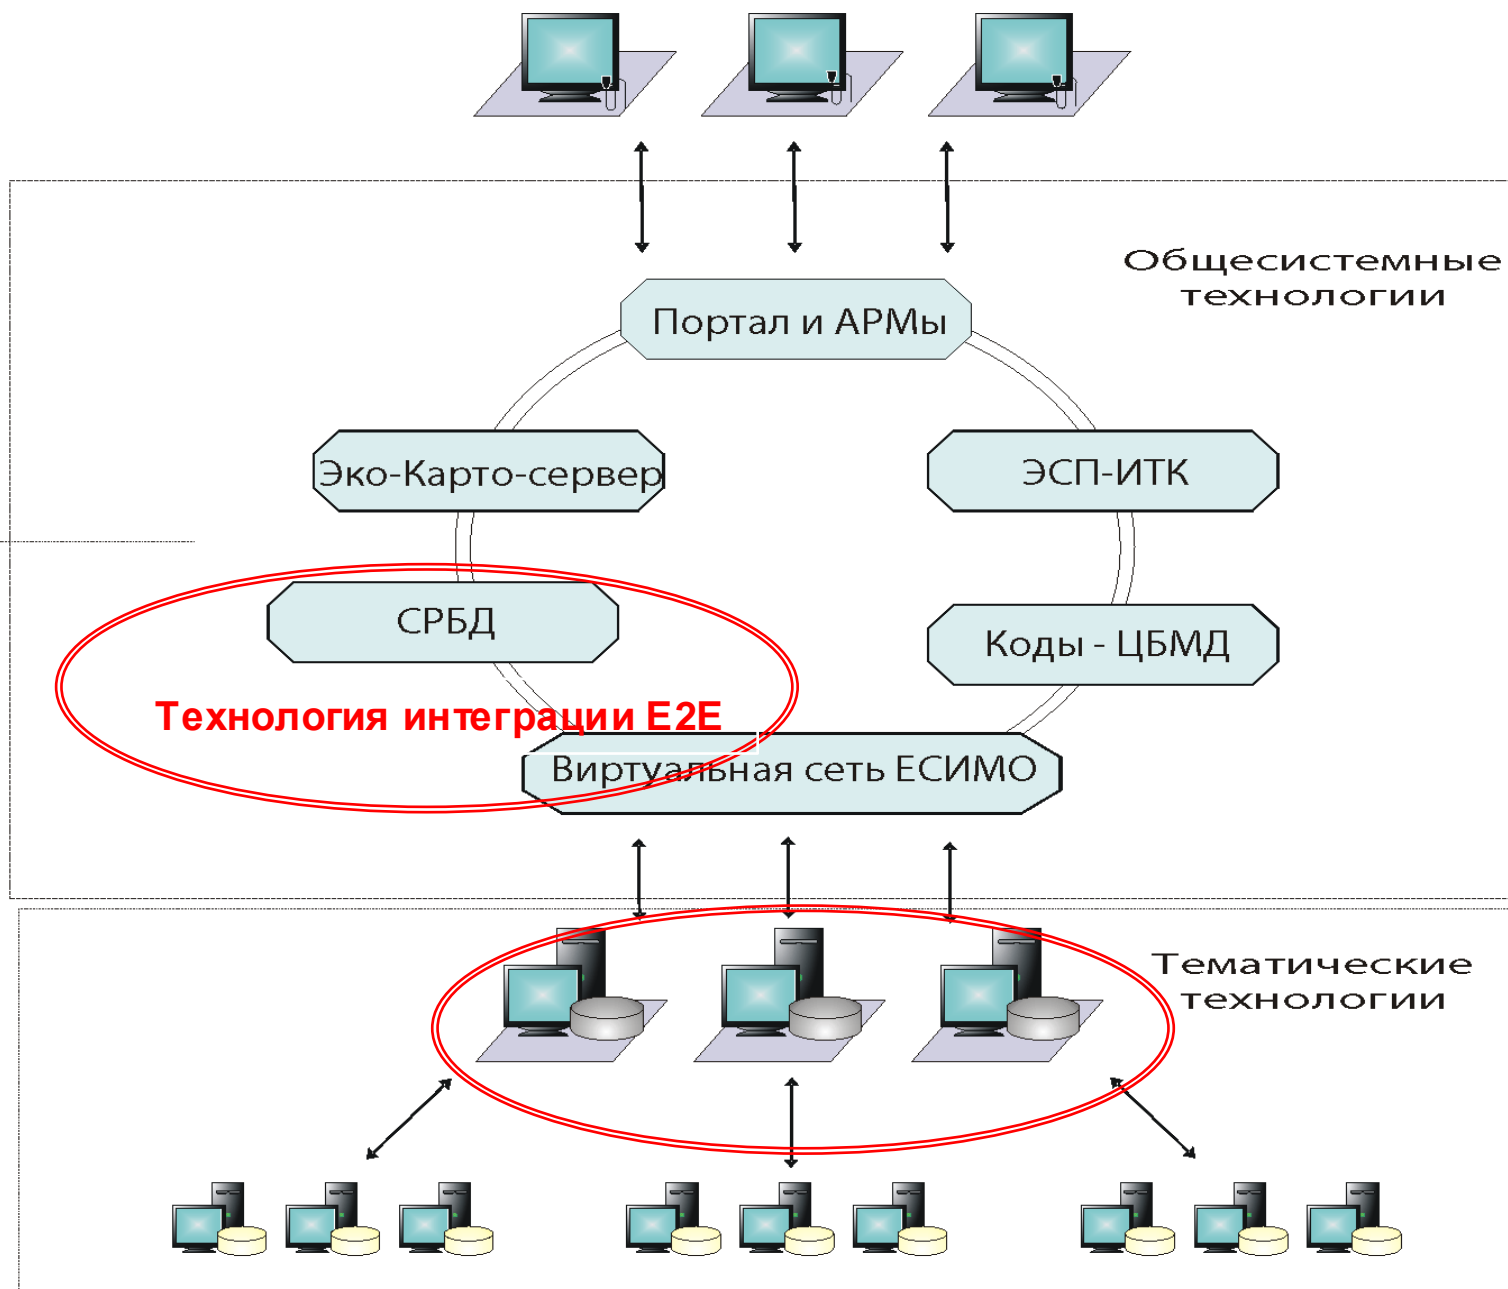 Общесистемные
технологии
Портал и АРМы
Эко-Карто-сервер
ЭСП-ИТК
СРБД
Коды - ЦБМД
Технология интеграции E2E
Виртуальная сеть ЕСИМО
Тематические
технологии